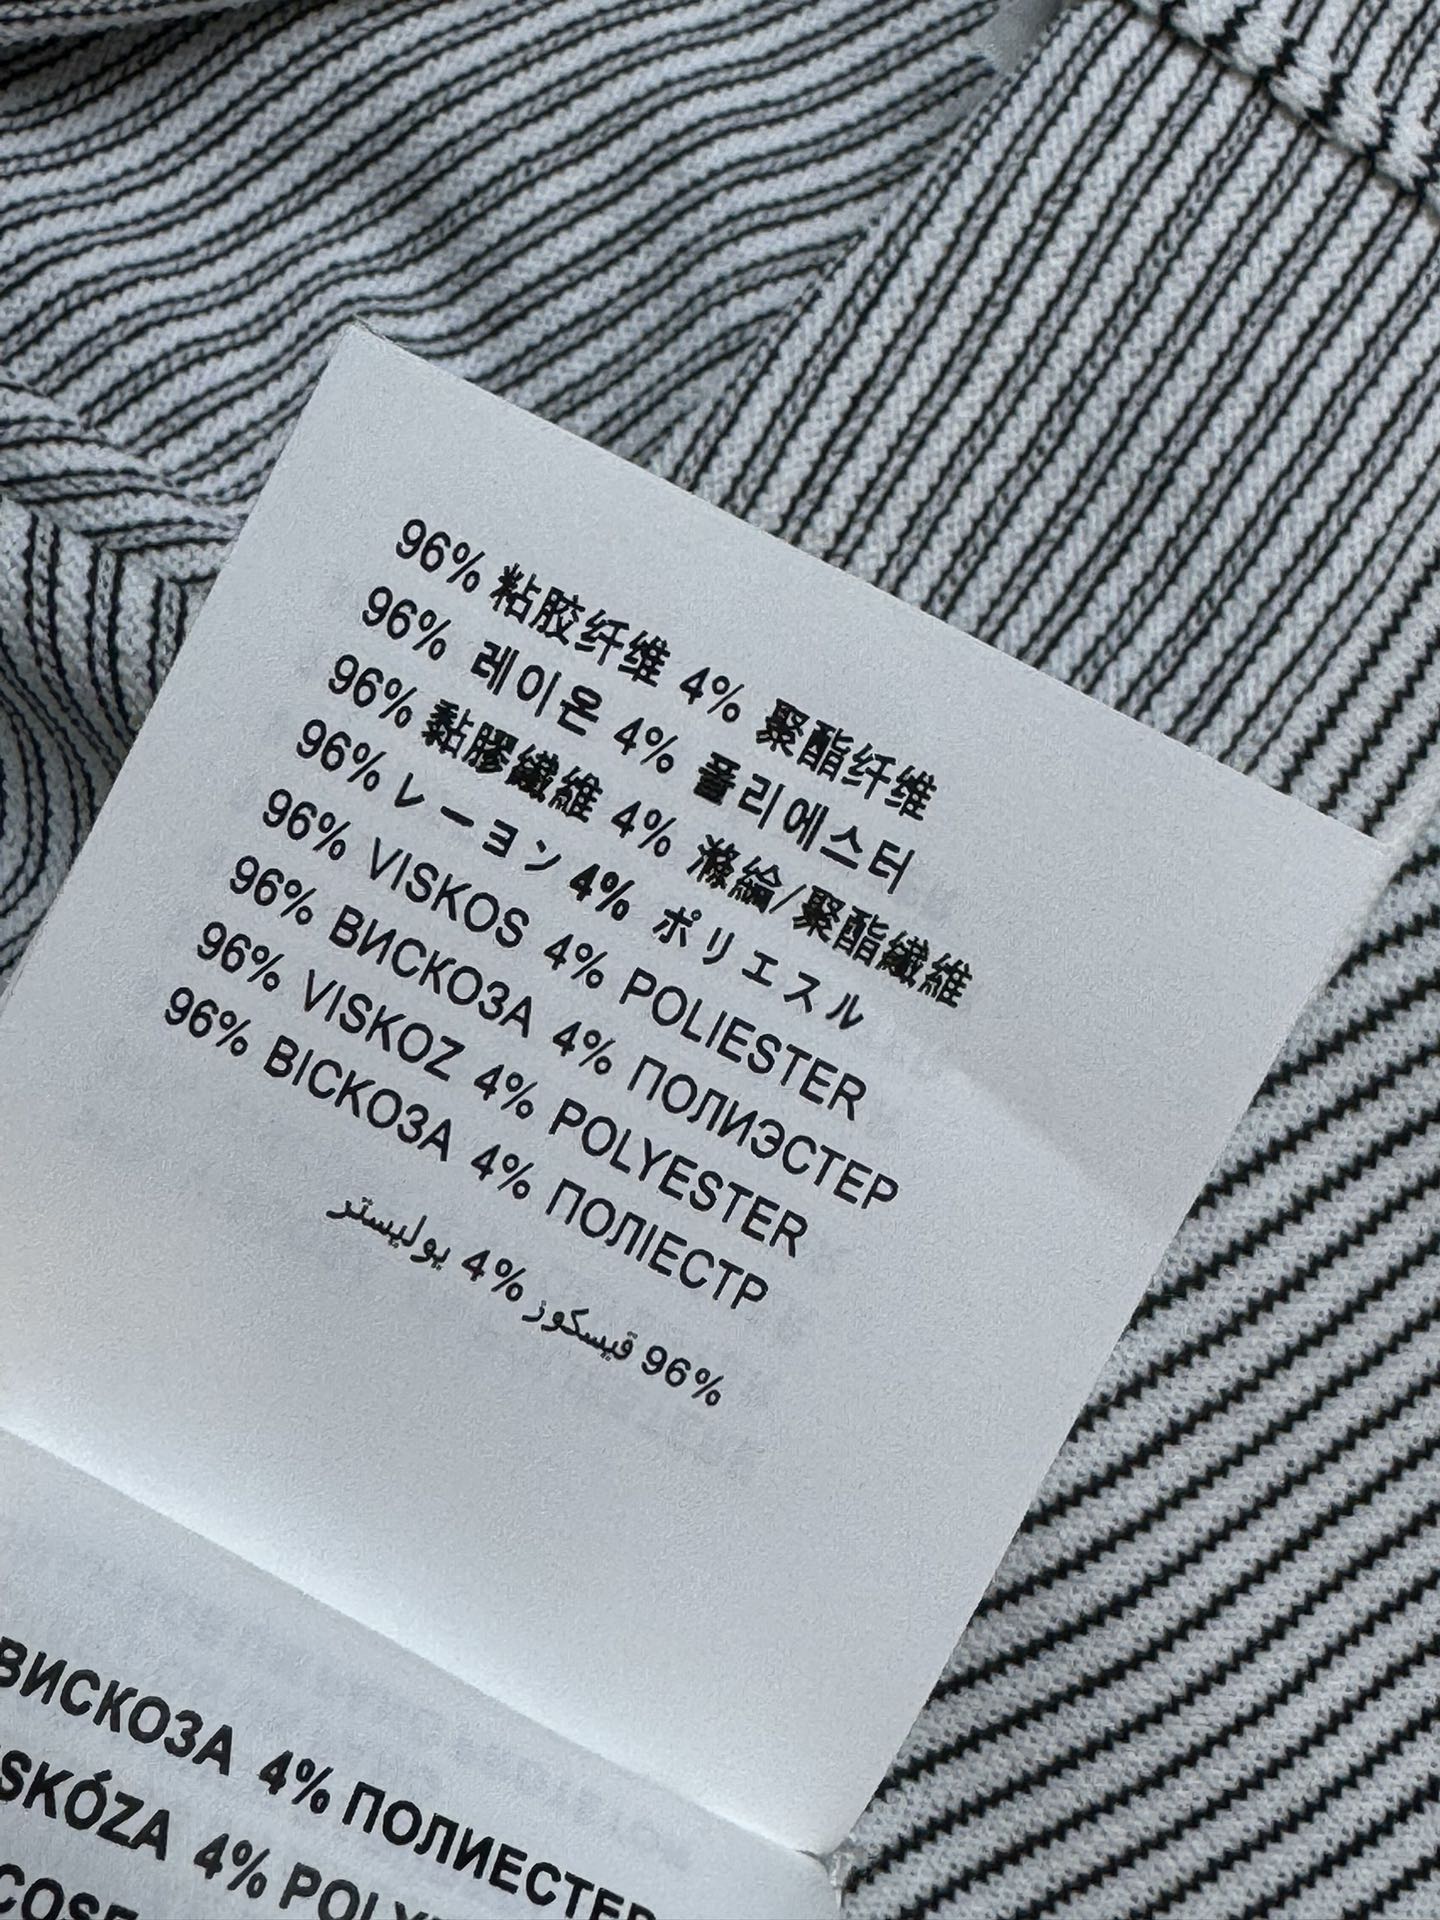 96% 粘胶纤维 4% 聚酯纤维
96% 레이온 4% 폴리에스터
96% 黏膠纖維 4% 滌綸/聚酯纖維
96% レーヨン 4% ポリエスル
96% VISKOS 4% POLIESTER
96% ВИСКОЗА 4% ПОЛИЭСТЕР
96% VISKOZ 4% POLYESTER
96% ВІСКОЗА 4% ПОЛІЕСТР
96% ڤيسكوز 4% بوليستر
ВИСКОЗА 4% ПОЛИЕСТЕР
SKÓZA 4%